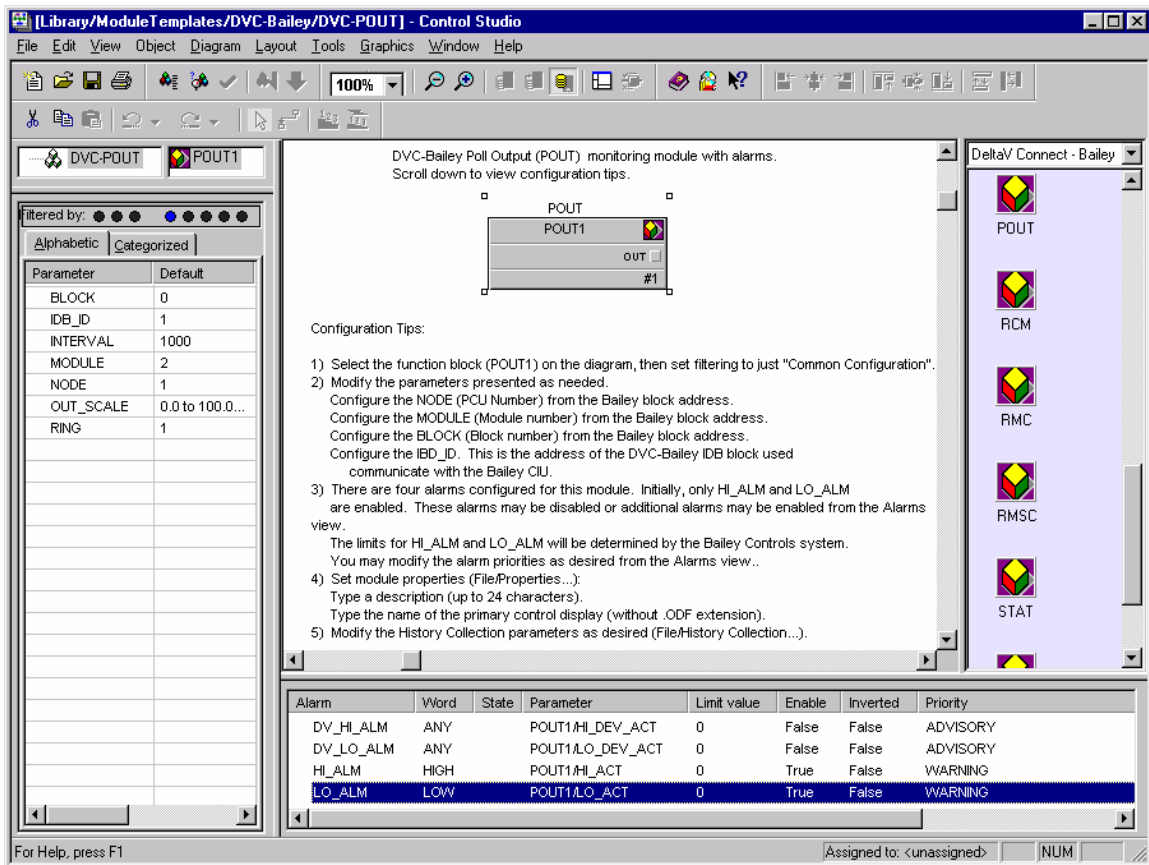 [Library/ModuleTemplates/DVC-Bailey/DVC-POUT] - Control Studio
File Edit View Object Diagram Layout Tools Graphics Window Help
100%
DVC-POUT POUT1
Filtered by:
Alphabetic Categorized
Parameter Default
BLOCK 0
IDB_ID 1
INTERVAL 1000
MODULE 2
NODE 1
OUT_SCALE 0.0 to 100.0...
RING 1
DVC-Bailey Poll Output (POUT) monitoring module with alarms.
Scroll down to view configuration tips.
POUT
POUT1
OUT
#1
Configuration Tips:
1) Select the function block (POUT1) on the diagram, then set filtering to just "Common Configuration".
2) Modify the parameters presented as needed.
Configure the NODE (PCU Number) from the Bailey block address.
Configure the MODULE (Module number) from the Bailey block address.
Configure the BLOCK (Block number) from the Bailey block address.
Configure the IBD_ID. This is the address of the DVC-Bailey IDB block used
communicate with the Bailey CIU.
3) There are four alarms configured for this module. Initially, only HI_ALM and LO_ALM
are enabled. These alarms may be disabled or additional alarms may be enabled from the Alarms
view.
The limits for HI_ALM and LO_ALM will be determined by the Bailey Controls system.
You may modify the alarm priorities as desired from the Alarms view..
4) Set module properties (File/Properties...):
Type a description (up to 24 characters).
Type the name of the primary control display (without .ODF extension).
5) Modify the History Collection parameters as desired (File/History Collection...).
DeltaV Connect - Bailey
POUT
RCM
RMC
RMSC
STAT
Alarm Word State Parameter Limit value Enable Inverted Priority
DV_HI_ALM ANY POUT1/HI_DEV_ACT 0 False False ADVISORY
DV_LO_ALM ANY POUT1/LO_DEV_ACT 0 False False ADVISORY
HI_ALM HIGH POUT1/HI_ACT 0 True False WARNING
LO_ALM LOW POUT1/LO_ACT 0 True False WARNING
For Help, press F1
Assigned to: <unassigned> NUM